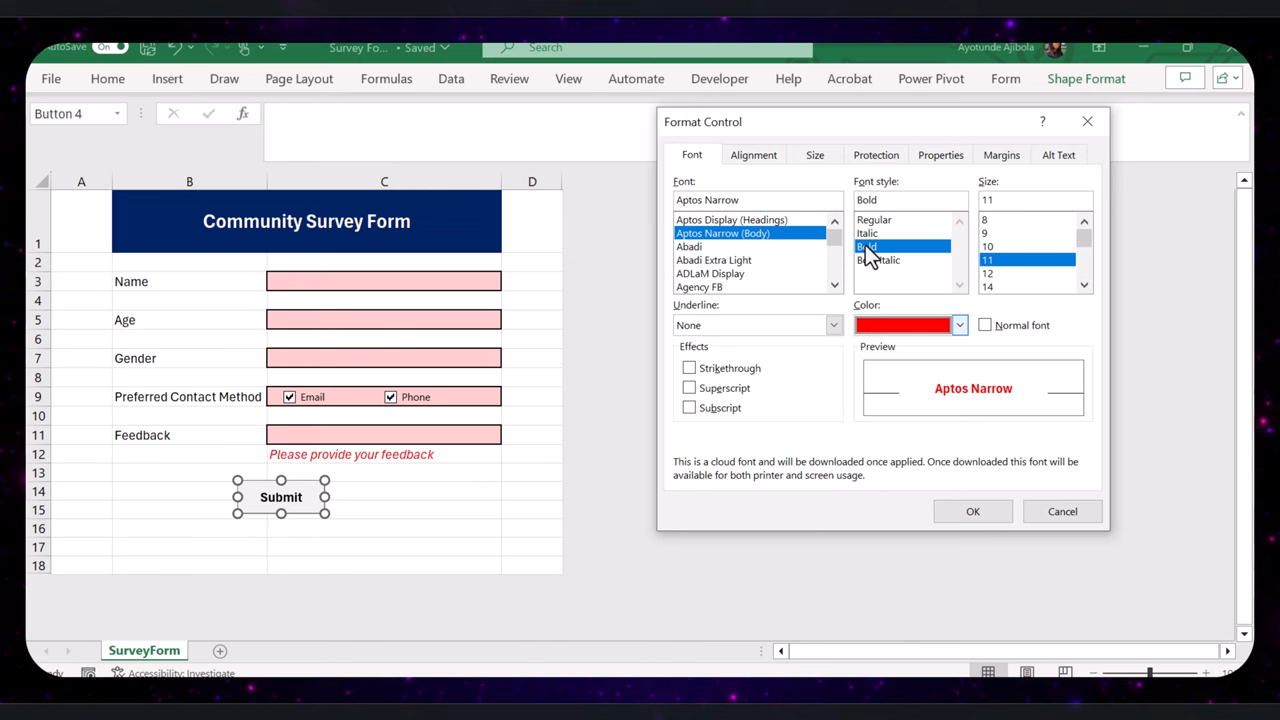 AutoSave On Survey Fo... • Saved Search Ayotunde Ajibola
File Home Insert Draw Page Layout Formulas Data Review View Automate Developer Help Acrobat Power Pivot Form Shape Format
Button 4 fx
Format Control ?
Font Alignment Size Protection Properties Margins Alt Text
Font: Font style: Size:
Aptos Narrow Bold 11
Aptos Display (Headings) Regular 8
Aptos Narrow (Body) Italic 9
Abadi Bold 10
Abadi Extra Light Bold Italic 11
ADLaM Display 12
Agency FB 14
Underline: Color:
None Normal font
Effects Preview
Strikethrough
Superscript
Subscript
Aptos Narrow
This is a cloud font and will be downloaded once applied. Once downloaded this font will be
available for both printer and screen usage.
OK Cancel
A B C D
1 Community Survey Form
2
3 Name
4
5 Age
6
7 Gender
8
9 Preferred Contact Method Email Phone
10
11 Feedback
12 Please provide your feedback
13
14 Submit
15
16
17
18
SurveyForm
Accessibility: Investigate